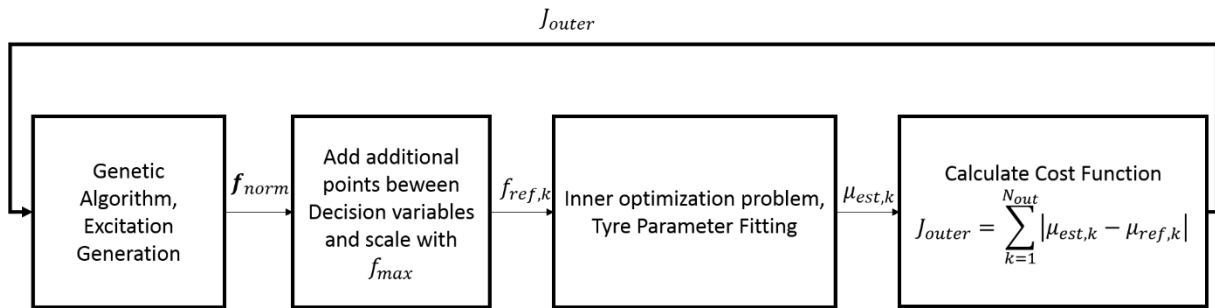 J_outer
Genetic
Algorithm,
Excitation
Generation
f_norm
Add additional
points beween
Decision variables
and scale with
f_max
f_ref,k
Inner optimization problem,
Tyre Parameter Fitting
μ_est,k
Calculate Cost Function
J_outer = ∑_{k=1}^{N_out} |μ_est,k − μ_ref,k|